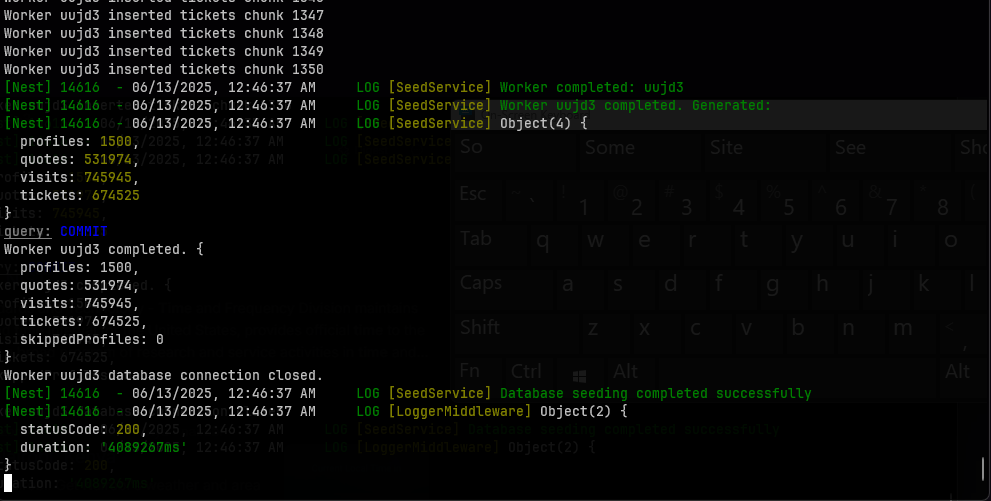 Worker uujd3 inserted tickets chunk 1347
Worker uujd3 inserted tickets chunk 1348
Worker uujd3 inserted tickets chunk 1349
Worker uujd3 inserted tickets chunk 1350
[Nest] 14616  - 06/13/2025, 12:46:37 AM     LOG [SeedService] Worker completed: uujd3
[Nest] 14616  - 06/13/2025, 12:46:37 AM     LOG [SeedService] Worker uujd3 completed. Generated:
[Nest] 14616  - 06/13/2025, 12:46:37 AM     LOG [SeedService] Object(4) {
  profiles: 1500,
  quotes: 531974,
  visits: 745945,
  tickets: 674525
}
query: COMMIT
Worker uujd3 completed. {
  profiles: 1500,
  quotes: 531974,
  visits: 745945,
  tickets: 674525,
  skippedProfiles: 0
}
Worker uujd3 database connection closed.
[Nest] 14616  - 06/13/2025, 12:46:37 AM     LOG [SeedService] Database seeding completed successfully
[Nest] 14616  - 06/13/2025, 12:46:37 AM     LOG [LoggerMiddleware] Object(2) {
  statusCode: 200,
  duration: '4089267ms'
}
So Some Site See
Esc ~ ` ! 1 @ 2 # 3 $ 4 % 5 ^ 6 & 7 * 8
Tab q w e r t y u i o
Caps a s d f g h j k l
Shift z x c v b n m < ,
Fn Ctrl Alt Alt